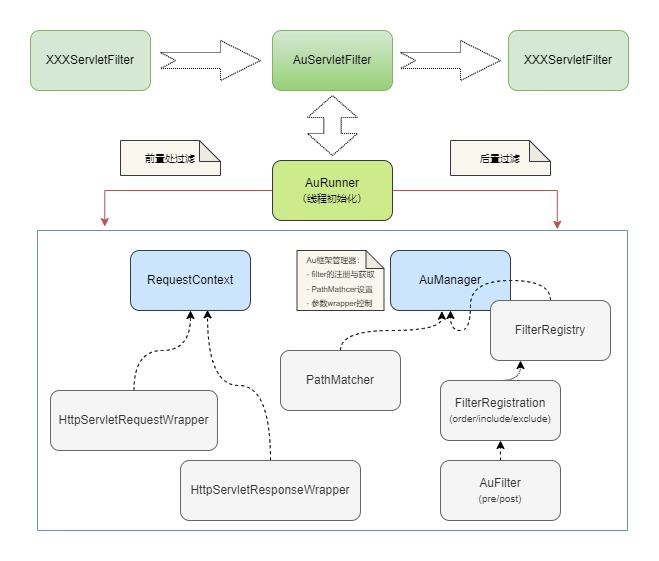 XXXServletFilter
AuServletFilter
XXXServletFilter
前置处过滤
后置过滤
AuRunner
（线程初始化）
RequestContext
Au框架管理器：
- filter的注册与获取
- PathMathcer设置
- 参数wrapper控制
AuManager
FilterRegistry
PathMatcher
HttpServletRequestWrapper
FilterRegistration
(order/include/exclude)
HttpServletResponseWrapper
AuFilter
(pre/post)